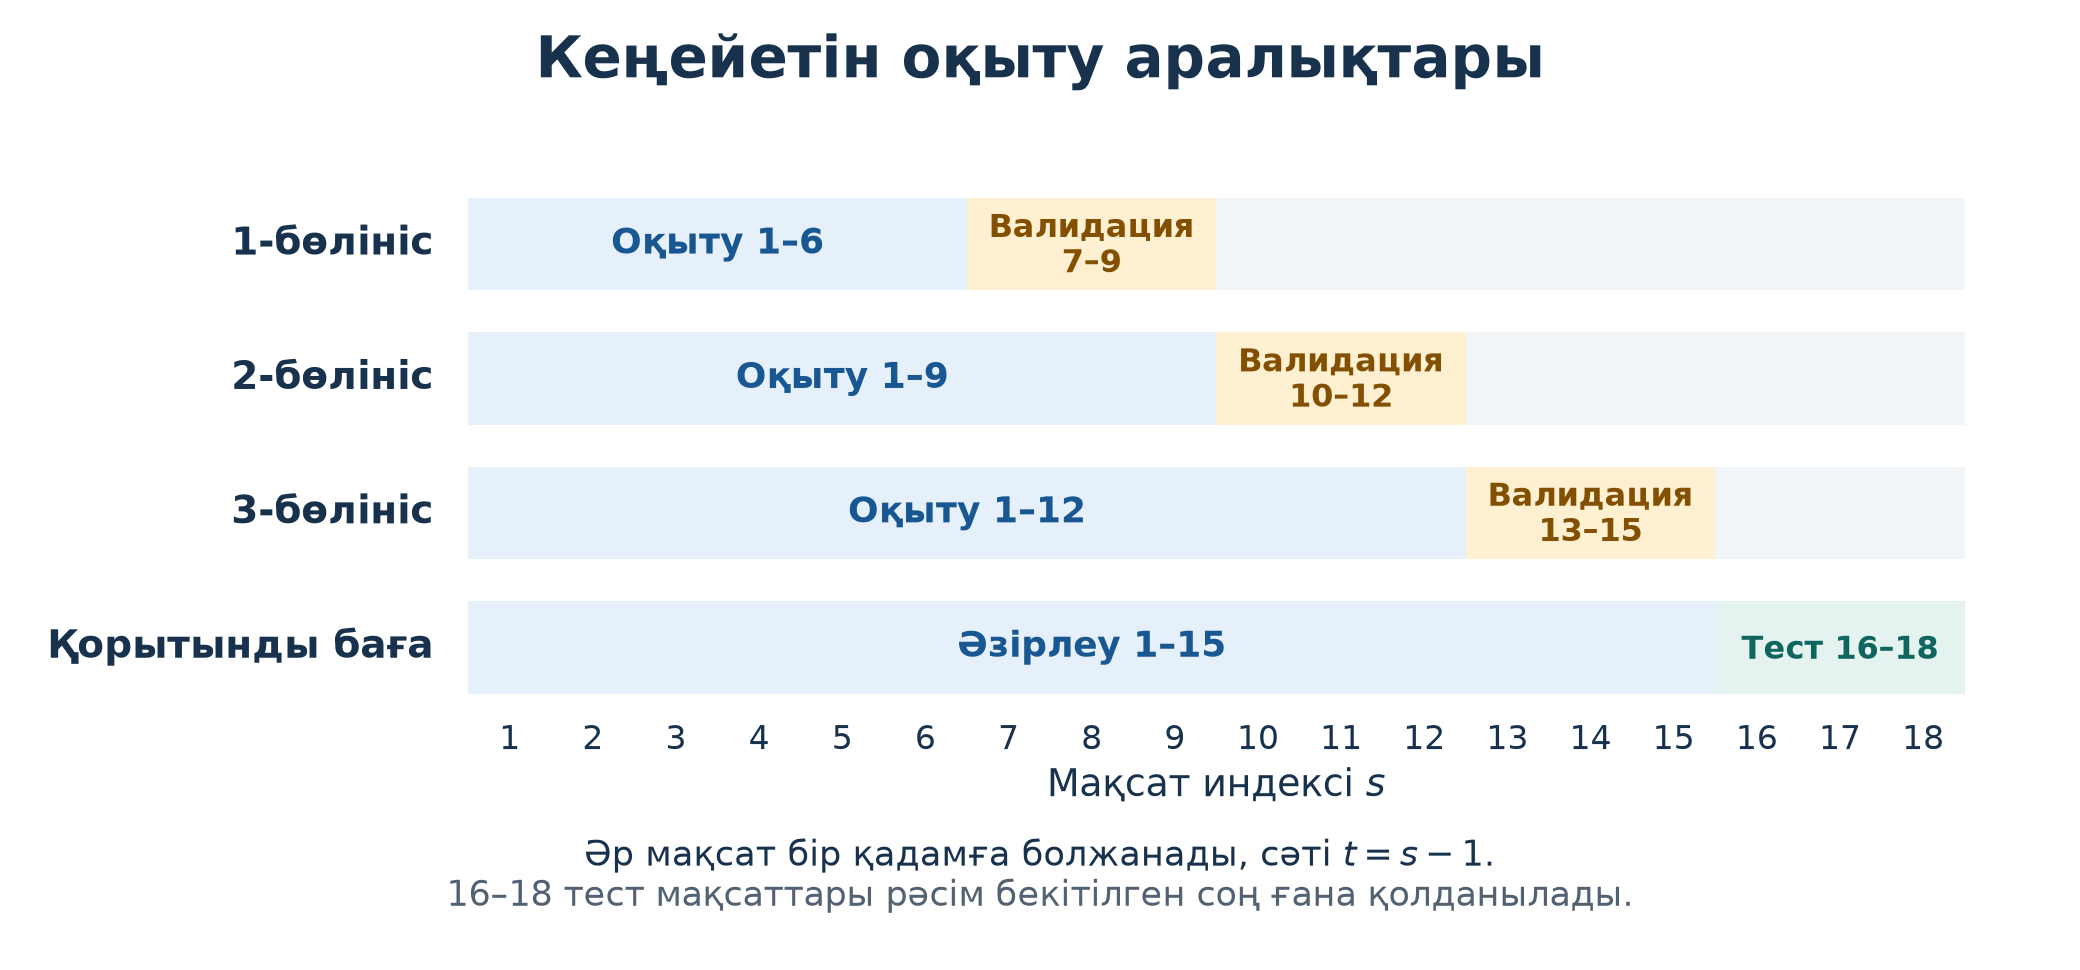 Кеңейетін оқыту аралықтары
1-бөлініс
Оқыту 1–6
Валидация
7–9
2-бөлініс
Оқыту 1–9
Валидация
10–12
3-бөлініс
Оқыту 1–12
Валидация
13–15
Қорытынды баға
Әзірлеу 1–15
Тест 16–18
1 2 3 4 5 6 7 8 9 10 11 12 13 14 15 16 17 18
Мақсат индексі s
Әр мақсат бір қадамға болжанады, сәті t = s − 1.
16–18 тест мақсаттары рәсім бекітілген соң ғана қолданылады.